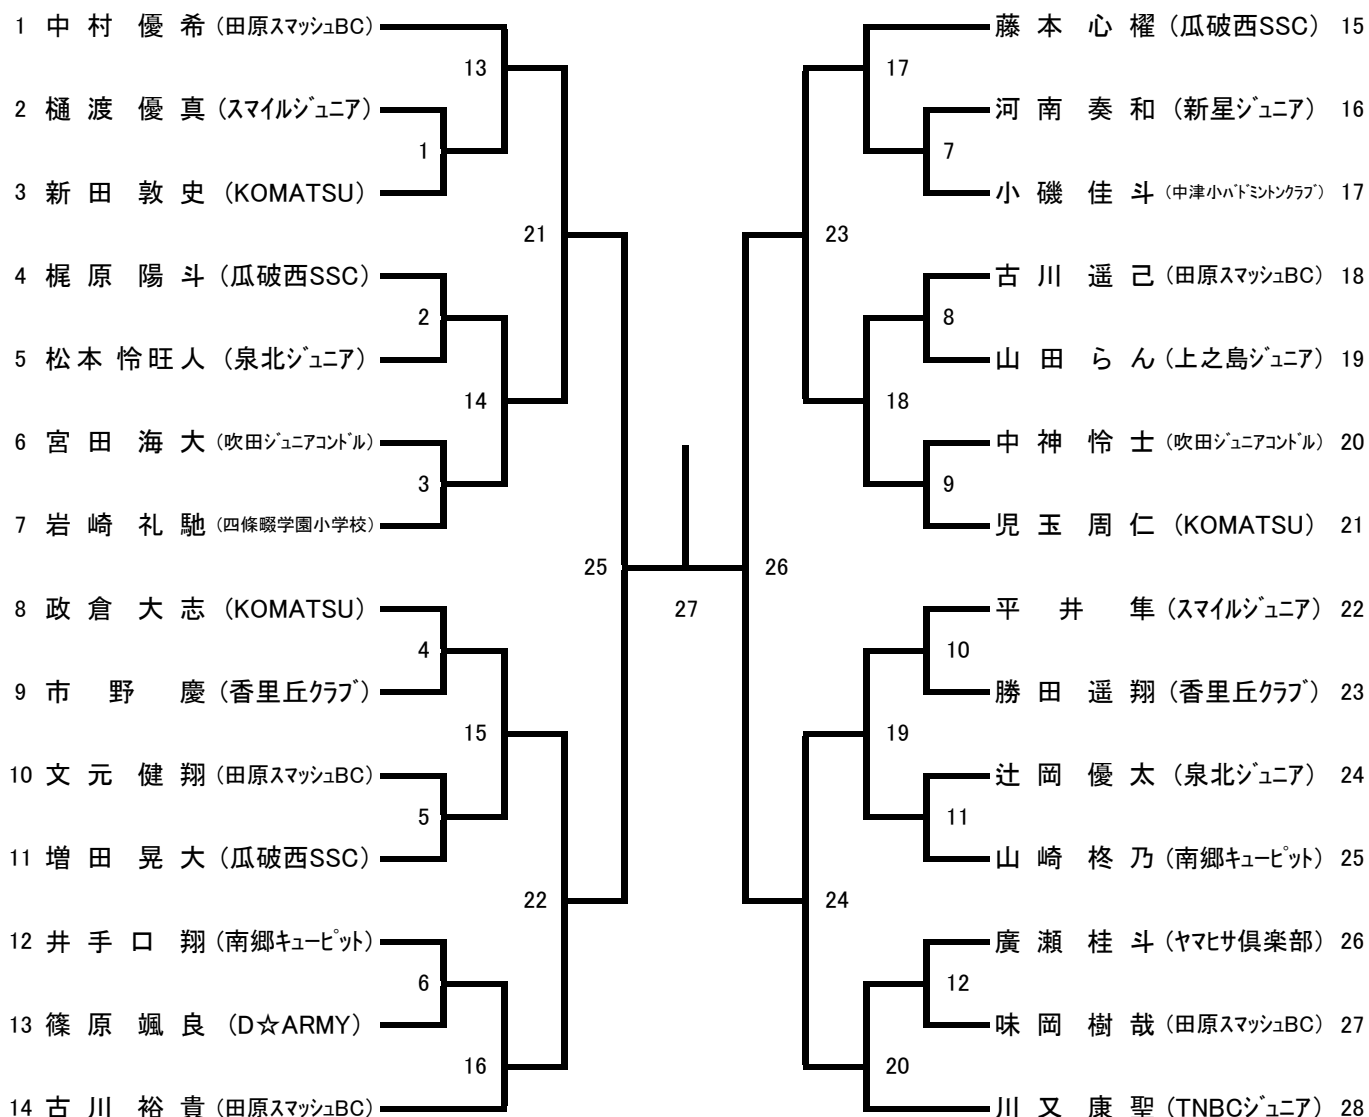 1 中村優希 (田原スマッシュBC)
13
2 樋渡優真 (スマイルジュニア)
1
3 新田敦史 (KOMATSU)
21
4 梶原陽斗 (瓜破西SSC)
2
5 松本怜旺人 (泉北ジュニア)
14
6 宮田海大 (吹田ジュニアコンドル)
3
7 岩崎礼馳 (四條畷学園小学校)
25
8 政倉大志 (KOMATSU)
4
9 市野慶 (香里丘クラブ)
15
10 文元健翔 (田原スマッシュBC)
5
11 増田晃大 (瓜破西SSC)
22
12 井手口翔 (南郷キューピット)
6
13 篠原颯良 (D☆ARMY)
16
14 古川裕貴 (田原スマッシュBC)
27
藤本心櫂 (瓜破西SSC) 15
17
河南奏和 (新星ジュニア) 16
7
小磯佳斗 (中津小バドミントンクラブ) 17
23
古川遥己 (田原スマッシュBC) 18
8
山田らん (上之島ジュニア) 19
18
中神怜士 (吹田ジュニアコンドル) 20
9
児玉周仁 (KOMATSU) 21
26
平井隼 (スマイルジュニア) 22
10
勝田遥翔 (香里丘クラブ) 23
19
辻岡優太 (泉北ジュニア) 24
11
山崎柊乃 (南郷キューピット) 25
24
廣瀬桂斗 (ヤマヒサ倶楽部) 26
12
味岡樹哉 (田原スマッシュBC) 27
20
川又康聖 (TNBCジュニア) 28